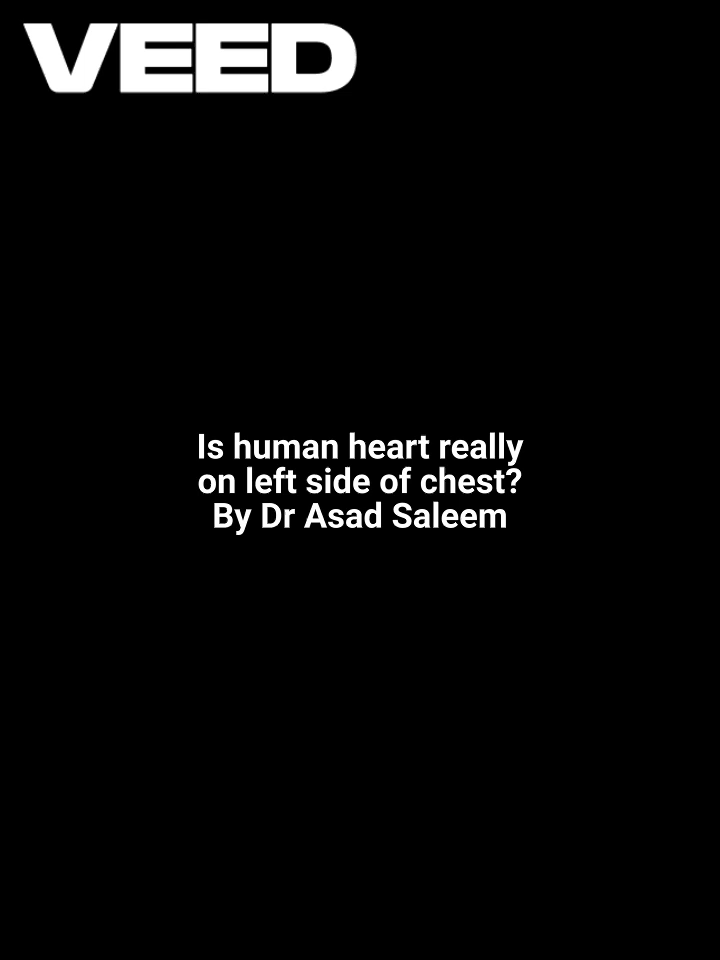 VEED
Is human heart really
on left side of chest?
By Dr Asad Saleem